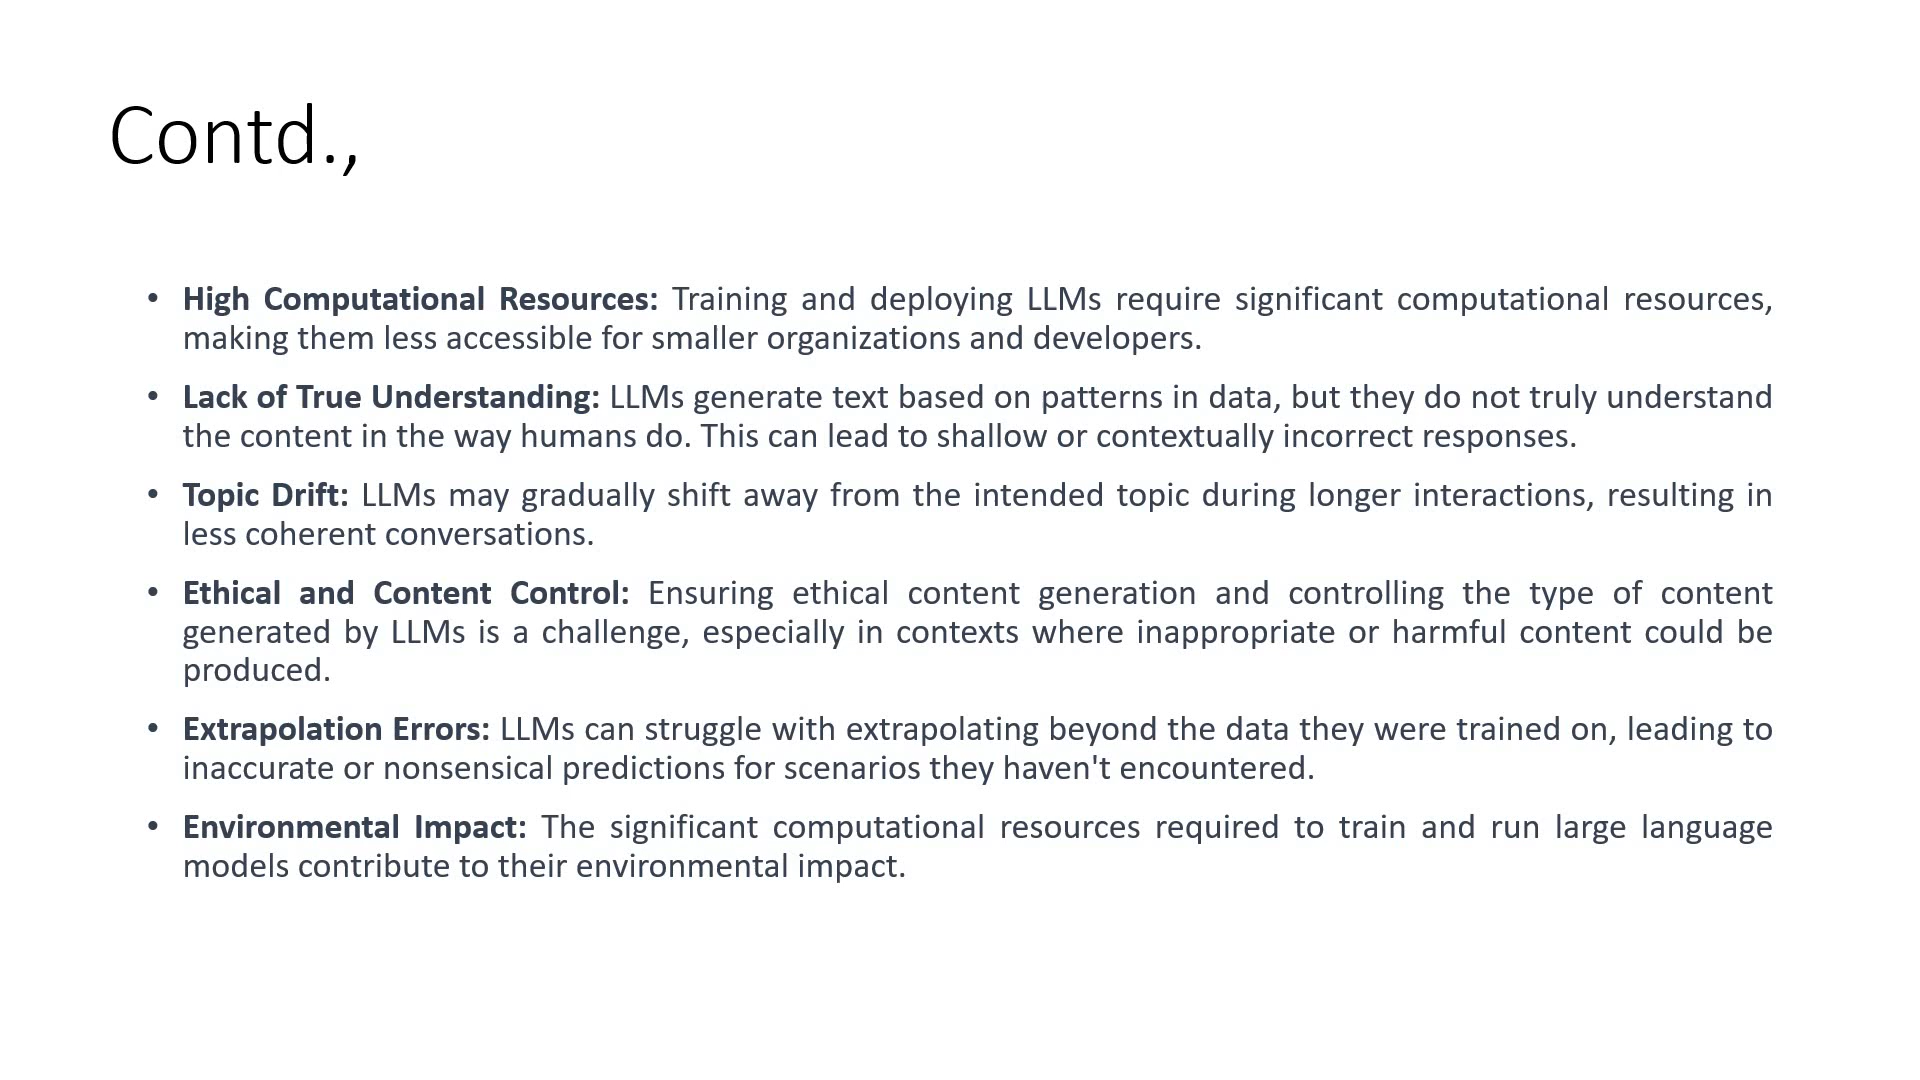 Contd.,
• High Computational Resources: Training and deploying LLMs require significant computational resources,
making them less accessible for smaller organizations and developers.
• Lack of True Understanding: LLMs generate text based on patterns in data, but they do not truly understand
the content in the way humans do. This can lead to shallow or contextually incorrect responses.
• Topic Drift: LLMs may gradually shift away from the intended topic during longer interactions, resulting in
less coherent conversations.
• Ethical and Content Control: Ensuring ethical content generation and controlling the type of content
generated by LLMs is a challenge, especially in contexts where inappropriate or harmful content could be
produced.
• Extrapolation Errors: LLMs can struggle with extrapolating beyond the data they were trained on, leading to
inaccurate or nonsensical predictions for scenarios they haven't encountered.
• Environmental Impact: The significant computational resources required to train and run large language
models contribute to their environmental impact.